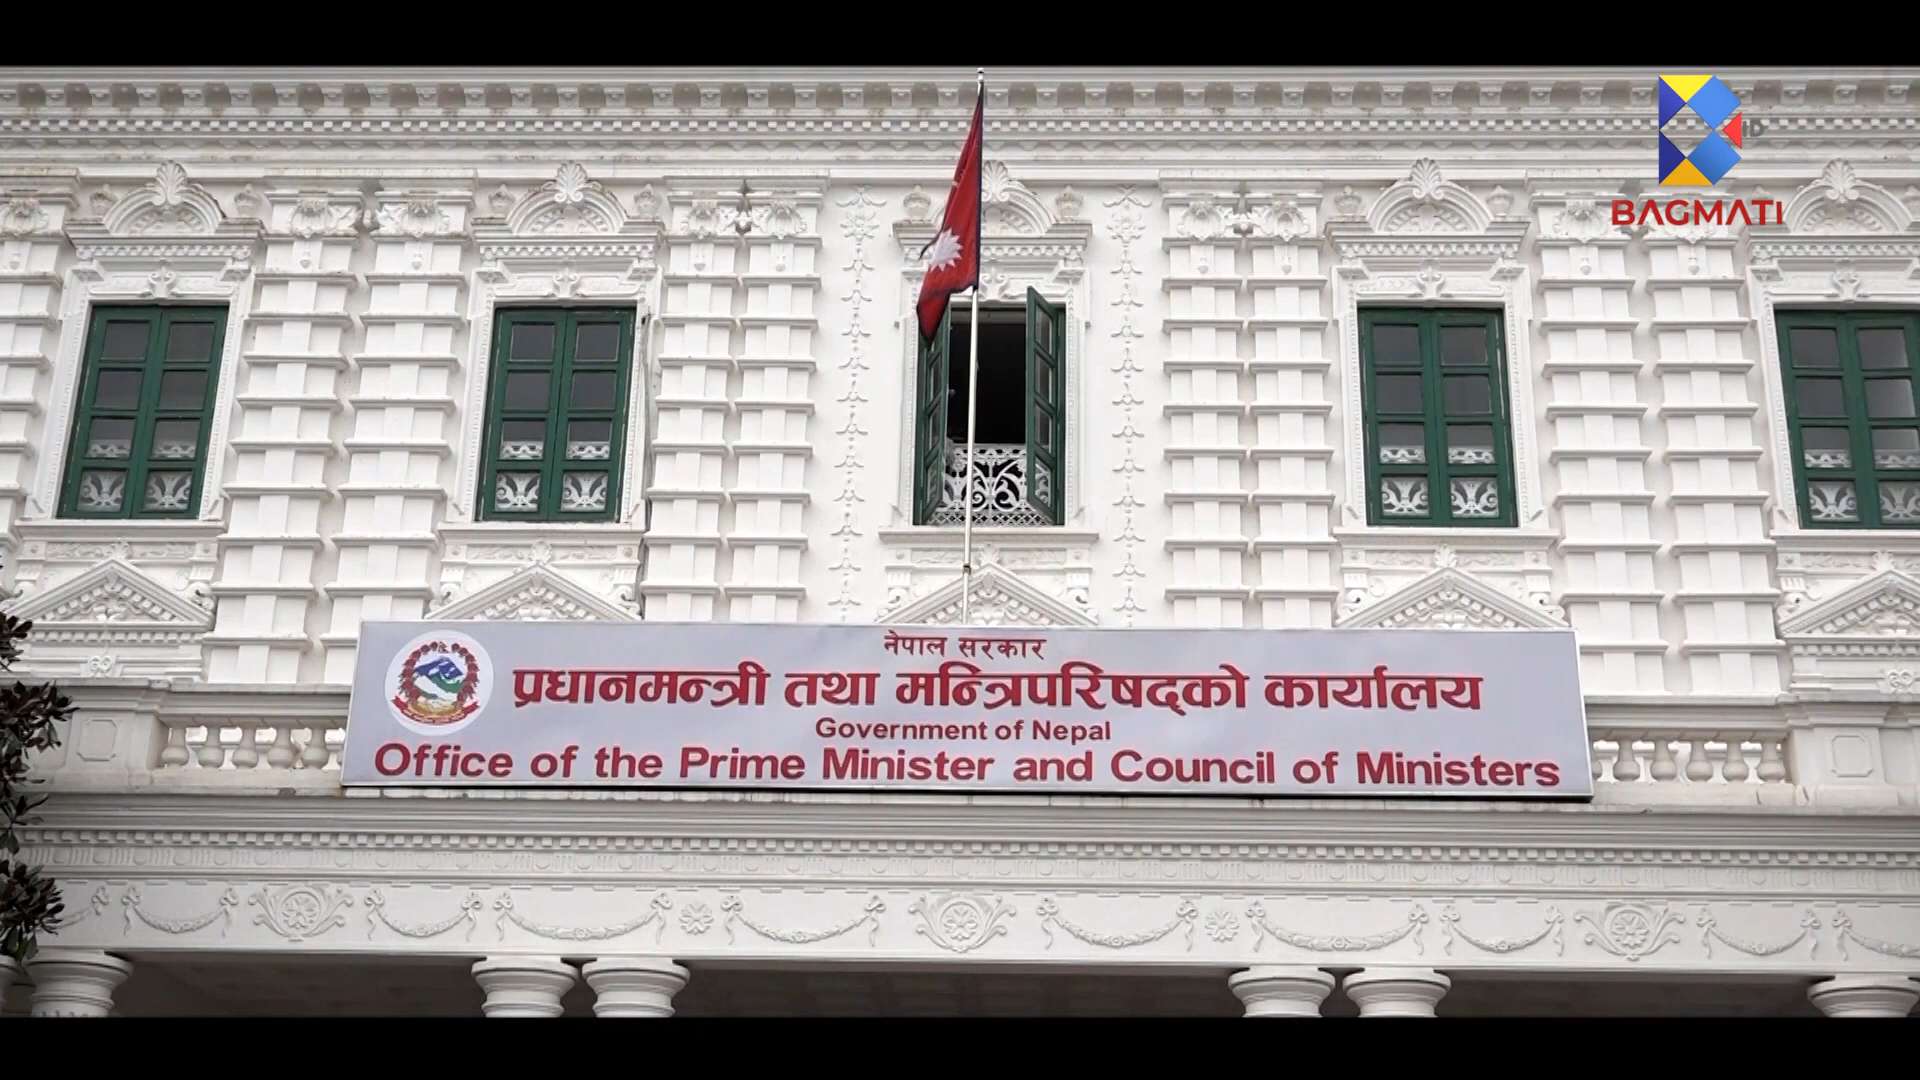 HD
BAGMATI
नेपाल सरकार
प्रधानमन्त्री तथा मन्त्रिपरिषद्को कार्यालय
Government of Nepal
Office of the Prime Minister and Council of Ministers